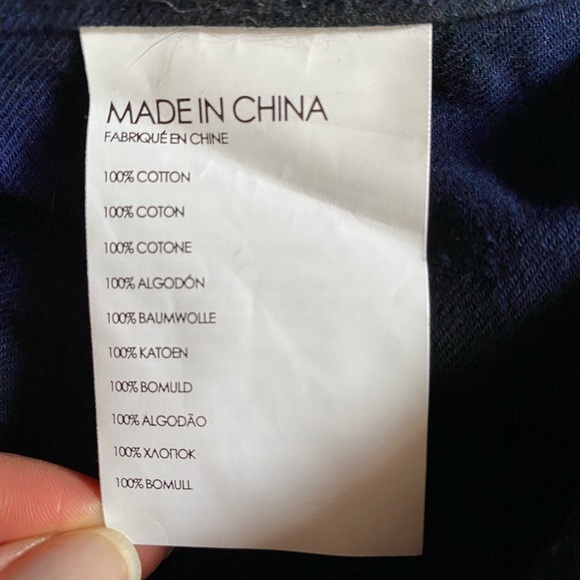 MADE IN CHINA
FABRIQUÉ EN CHINE
100% COTTON
100% COTON
100% COTONE
100% ALGODÓN
100% BAUMWOLLE
100% KATOEN
100% BOMULD
100% ALGODÃO
100% ХЛОПОК
100% BOMULL